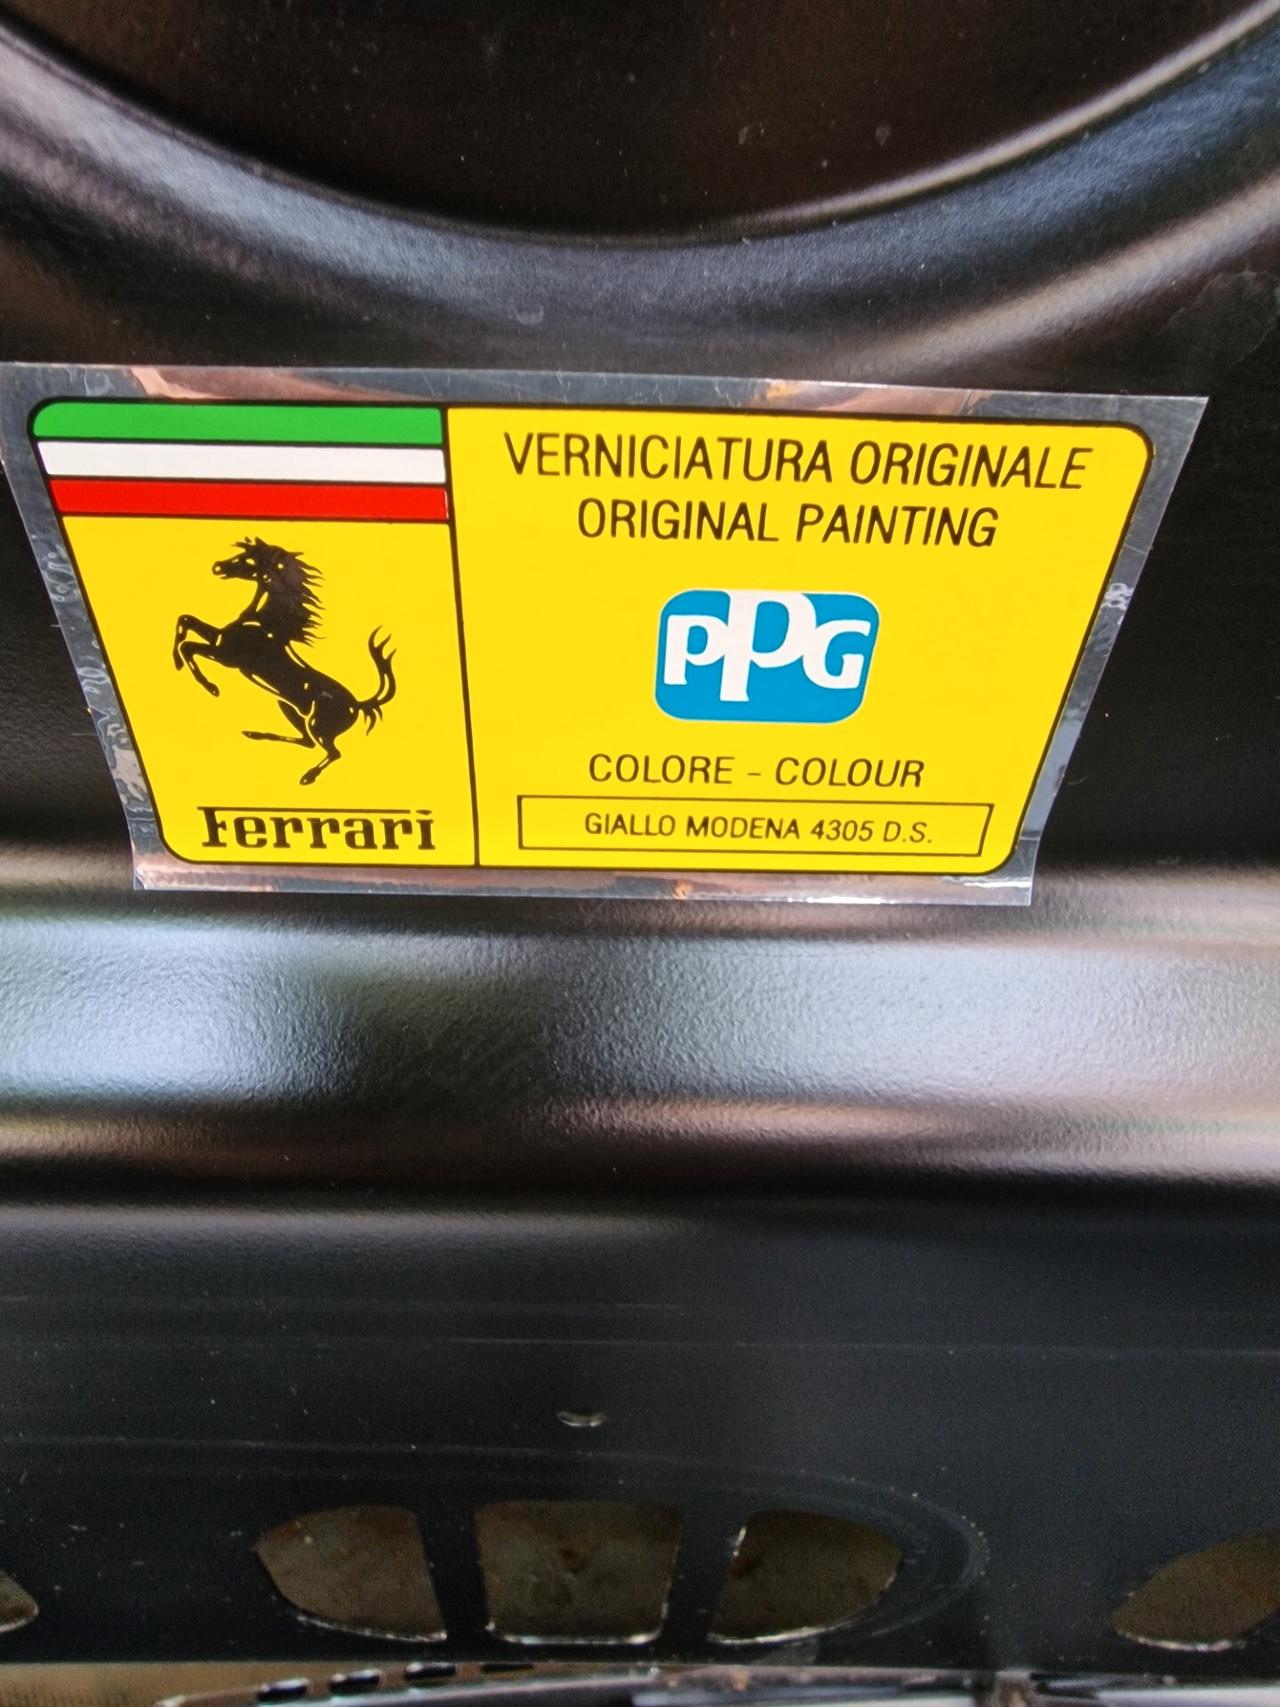 VERNICIATURA ORIGINALE
ORIGINAL PAINTING
PPG
COLORE - COLOUR
GIALLO MODENA 4305 D.S.
Ferrari